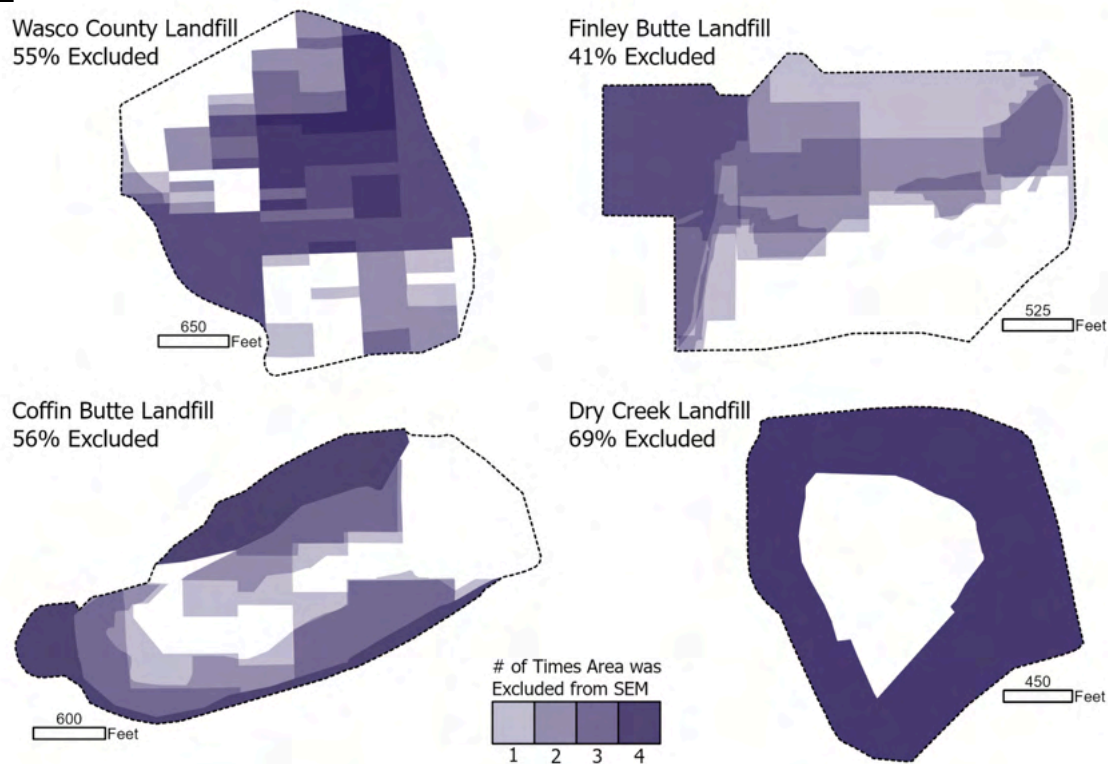 Wasco County Landfill
55% Excluded
650
Feet
Finley Butte Landfill
41% Excluded
525
Feet
Coffin Butte Landfill
56% Excluded
600
Feet
Dry Creek Landfill
69% Excluded
450
Feet
# of Times Area was
Excluded from SEM
1 2 3 4